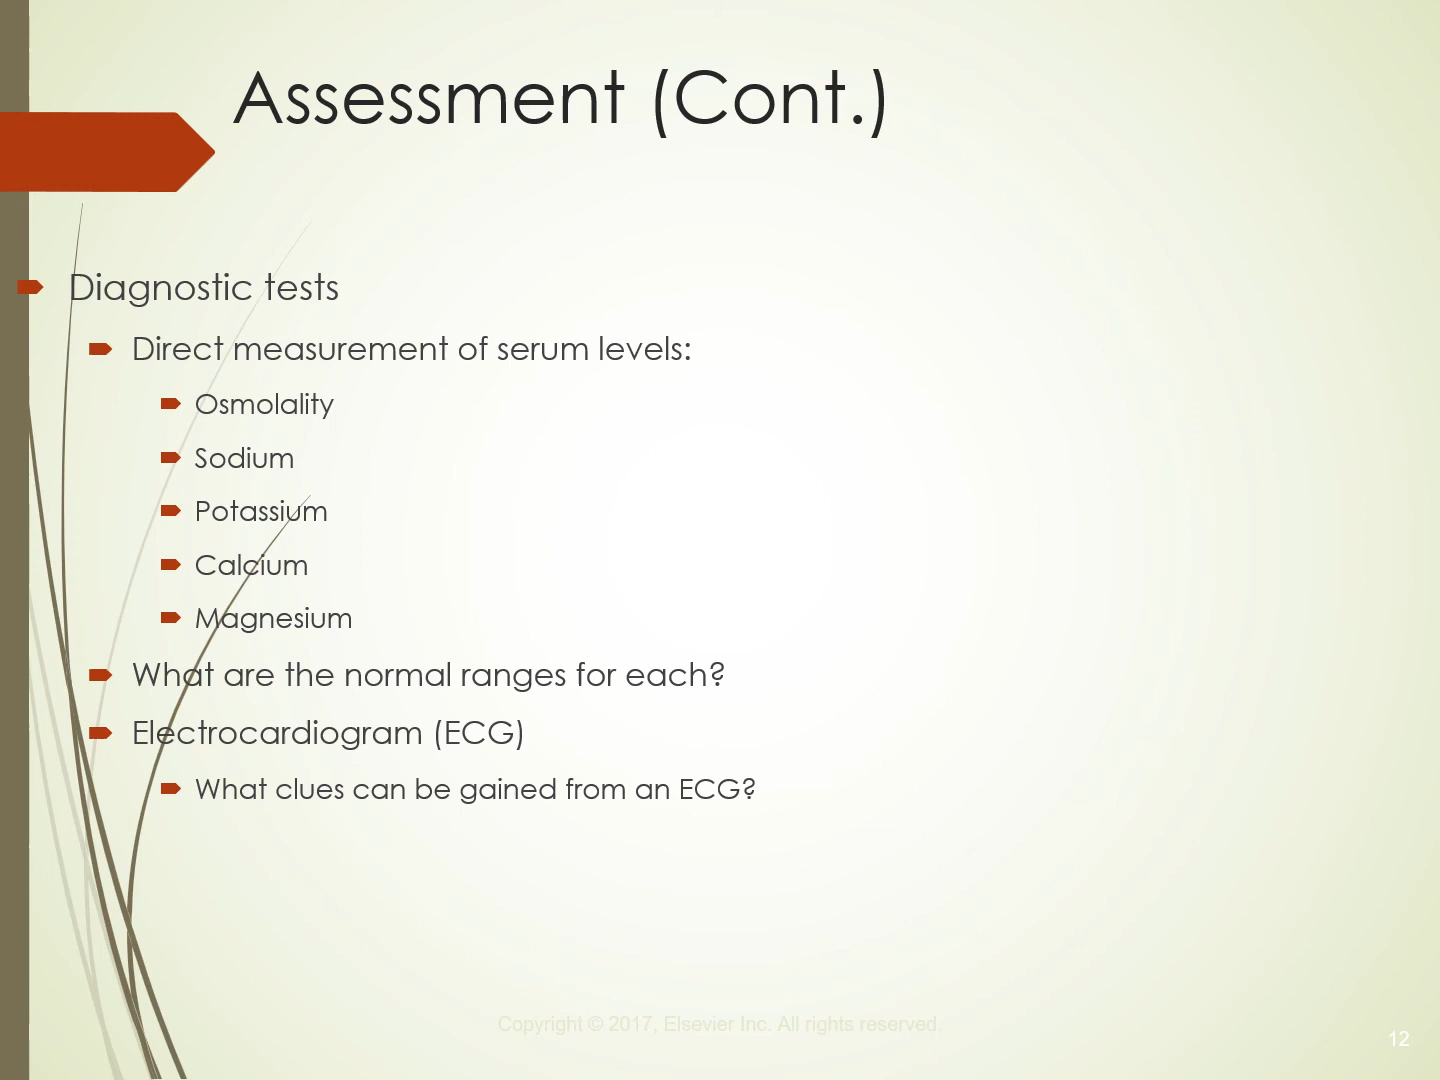 Assessment (Cont.)
Diagnostic tests
Direct measurement of serum levels:
Osmolality
Sodium
Potassium
Calcium
Magnesium
What are the normal ranges for each?
Electrocardiogram (ECG)
What clues can be gained from an ECG?
Copyright © 2017, Elsevier Inc. All rights reserved.
12